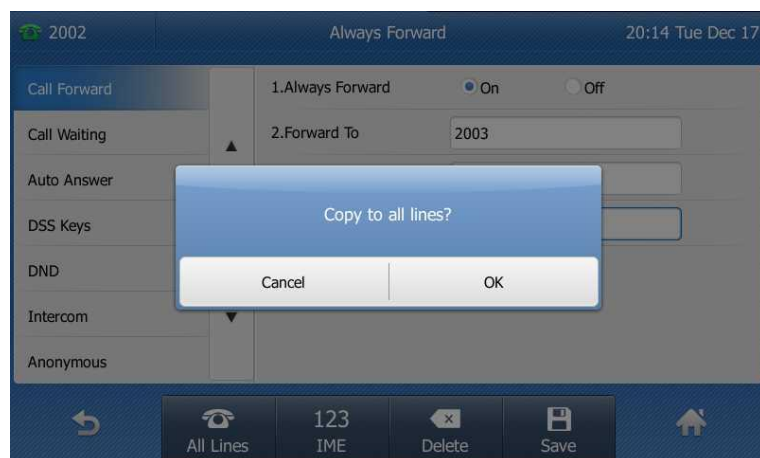 2002 Always Forward 20:14 Tue Dec 17
Call Forward
Call Waiting
Auto Answer
DSS Keys
DND
Intercom
Anonymous
1.Always Forward On Off
2.Forward To 2003
Copy to all lines?
Cancel OK
All Lines
123
IME
Delete
Save